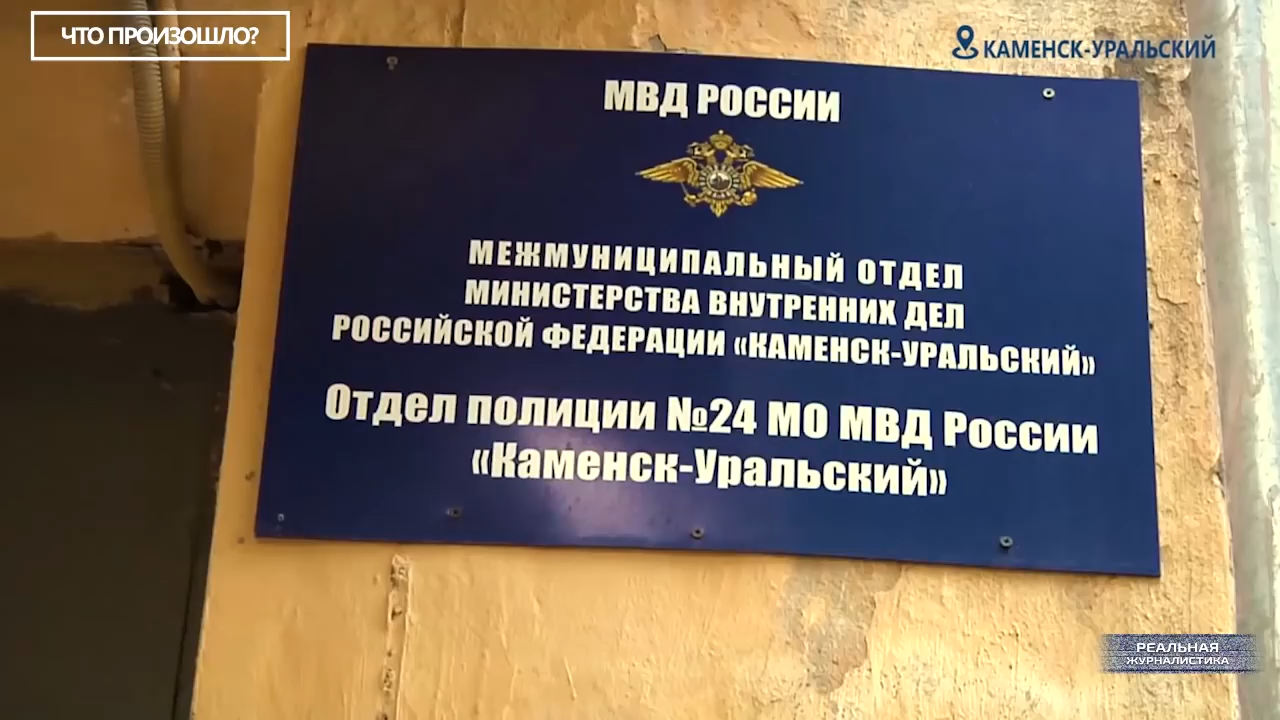 ЧТО ПРОИЗОШЛО?
КАМЕНСК-УРАЛЬСКИЙ
МВД РОССИИ
МЕЖМУНИЦИПАЛЬНЫЙ ОТДЕЛ
МИНИСТЕРСТВА ВНУТРЕННИХ ДЕЛ
РОССИЙСКОЙ ФЕДЕРАЦИИ «КАМЕНСК-УРАЛЬСКИЙ»
Отдел полиции №24 МО МВД России
«Каменск-Уральский»
РЕАЛЬНАЯ
ЖУРНАЛИСТИКА